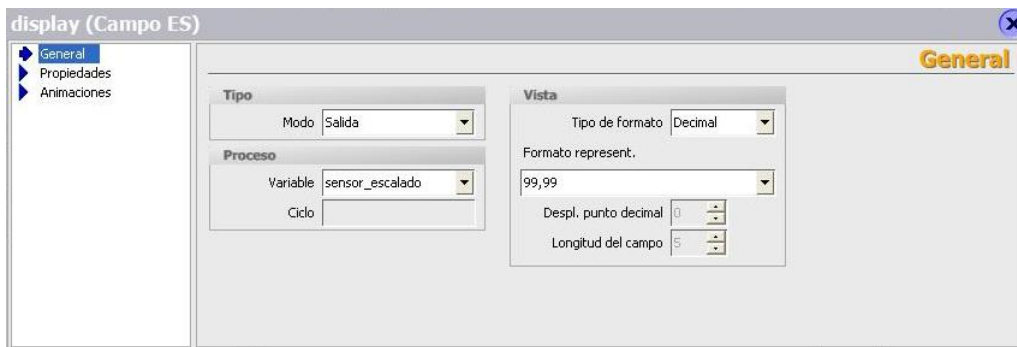 display (Campo ES)
General
Propiedades
Animaciones
General
Tipo
Modo Salida
Proceso
Variable sensor_escalado
Ciclo
Vista
Tipo de formato Decimal
Formato represent.
99,99
Despl. punto decimal 0
Longitud del campo 5